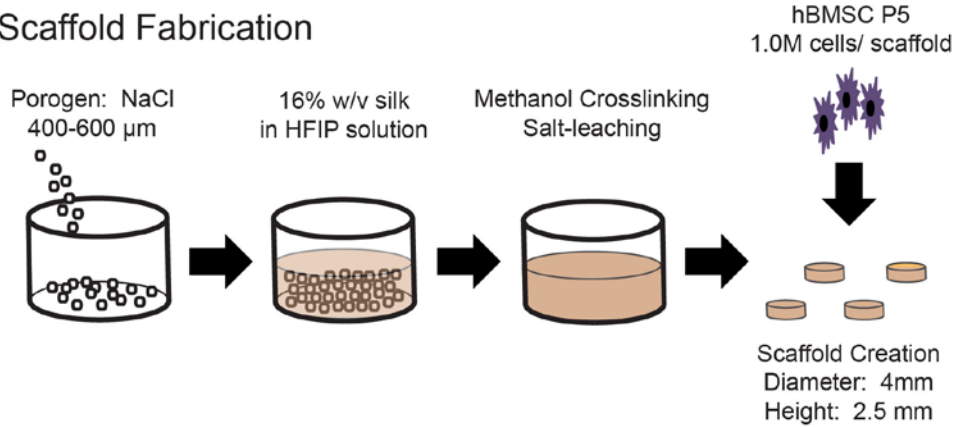 Scaffold Fabrication
Porogen: NaCl
400-600 µm
16% w/v silk
in HFIP solution
Methanol Crosslinking
Salt-leaching
hBMSC P5
1.0M cells/ scaffold
Scaffold Creation
Diameter: 4mm
Height: 2.5 mm